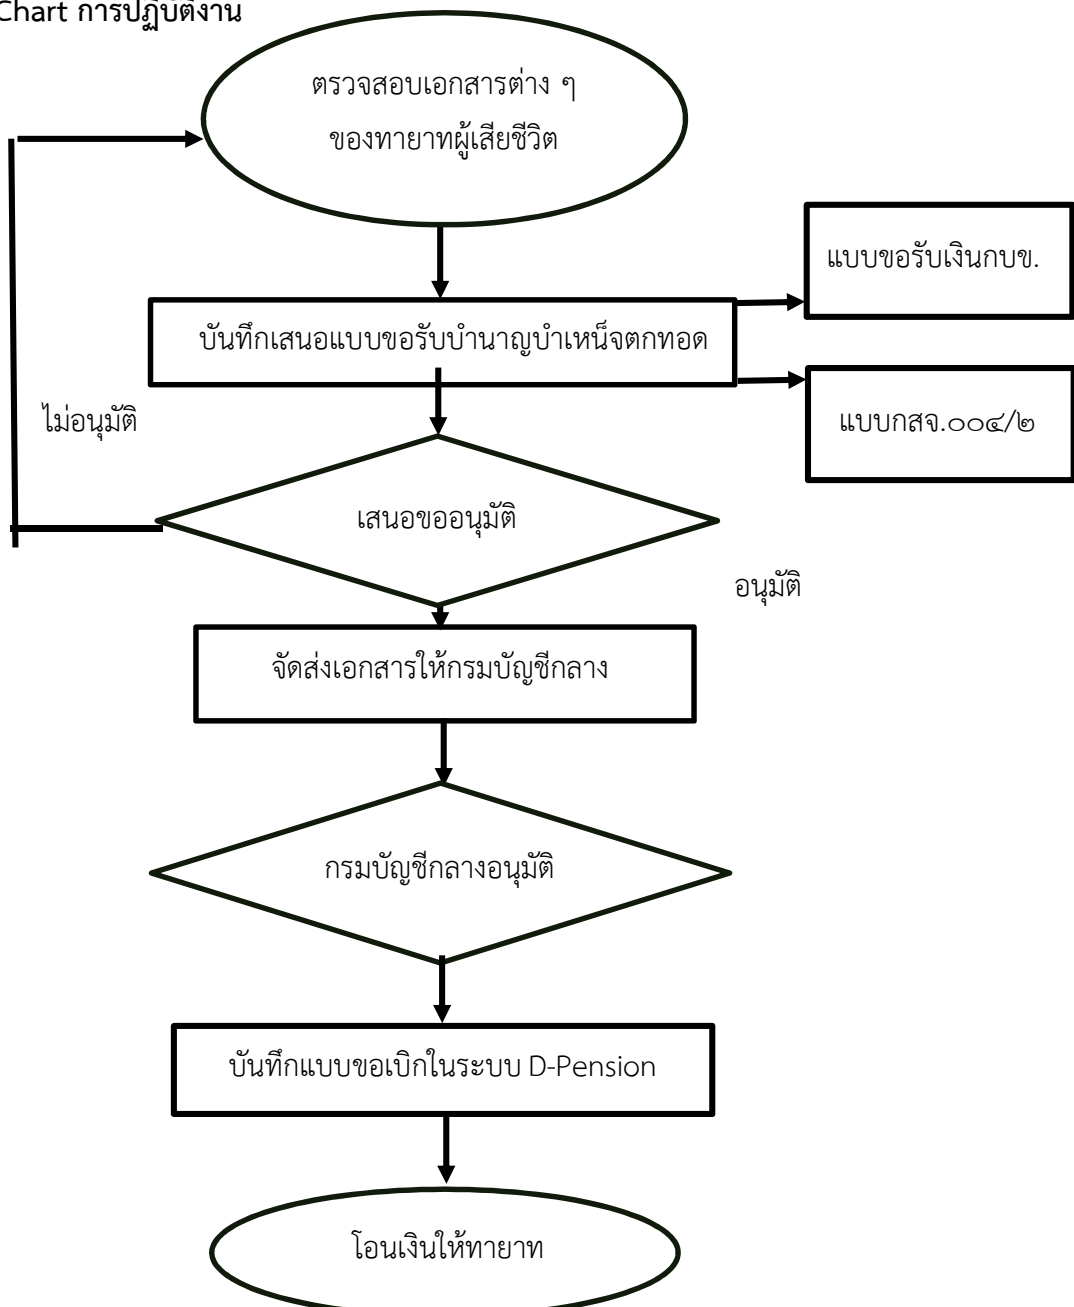 Chart การปฏิบัติงาน
ตรวจสอบเอกสารต่าง ๆ
ของทายาทผู้เสียชีวิต
แบบขอรับเงินกบข.
บันทึกเสนอแบบขอรับบำนาญบำเหน็จตกทอด
แบบกสจ.๐๐๔/๒
ไม่อนุมัติ
เสนอขออนุมัติ
อนุมัติ
จัดส่งเอกสารให้กรมบัญชีกลาง
กรมบัญชีกลางอนุมัติ
บันทึกแบบขอเบิกในระบบ D-Pension
โอนเงินให้ทายาท